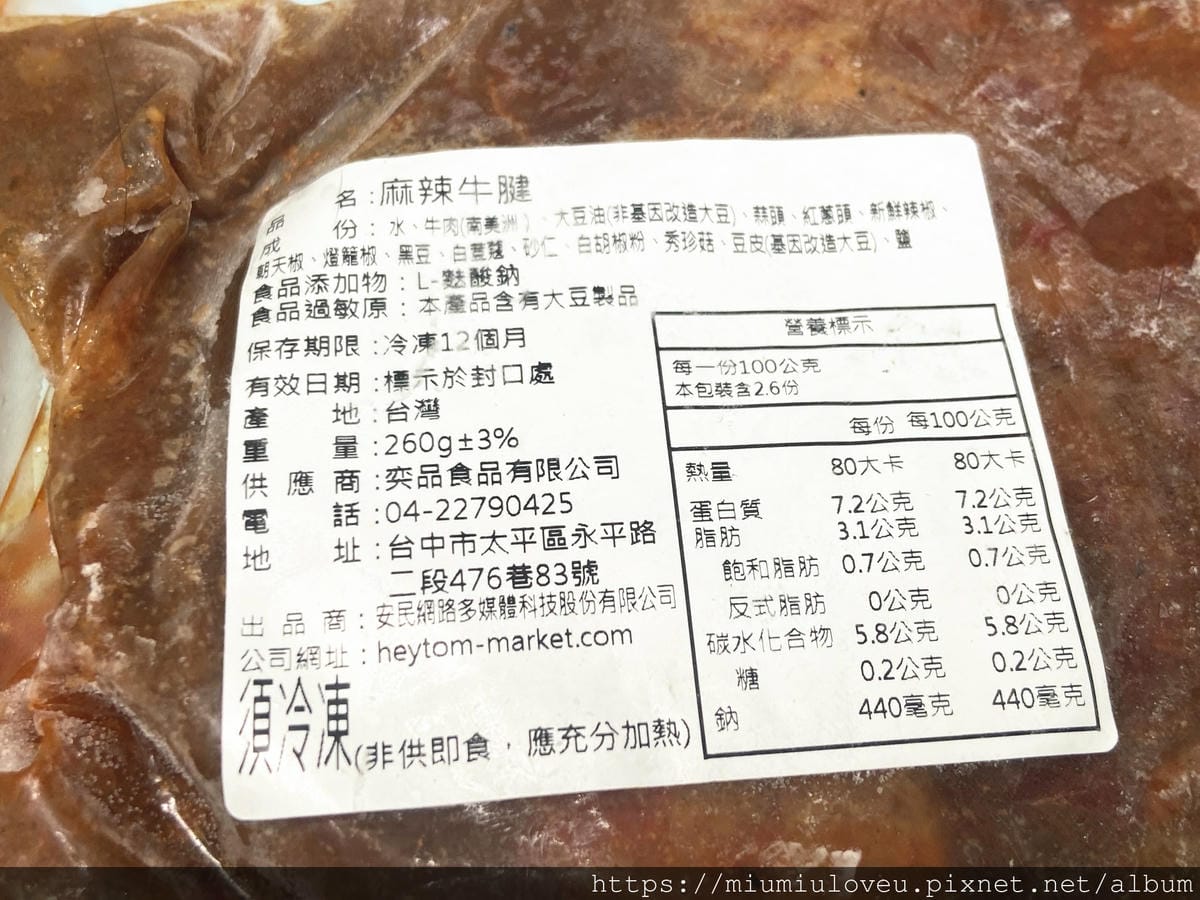 品名：麻辣牛腱
成份：水、牛肉(南美洲)、大豆油(非基因改造大豆)、蒜頭、紅蔥頭、新鮮辣椒、
朝天椒、燈籠椒、黑豆、白荳蔻、砂仁、白胡椒粉、秀珍菇、豆皮(基因改造大豆)、鹽
食品添加物：L-麩酸鈉
食品過敏原：本產品含有大豆製品
保存期限：冷凍12個月
有效日期：標示於封口處
產地：台灣
重量：260g±3%
供應商：奕品食品有限公司
電話：04-22790425
地址：台中市太平區永平路
二段476巷83號
出品商：安民網路多媒體科技股份有限公司
公司網址：heytom-market.com
須冷凍(非供即食，應充分加熱)
營養標示
每一份100公克
本包裝含2.6份
每份 每100公克
熱量 80大卡 80大卡
蛋白質 7.2公克 7.2公克
脂肪 3.1公克 3.1公克
飽和脂肪 0.7公克 0.7公克
反式脂肪 0公克 0公克
碳水化合物 5.8公克 5.8公克
糖 0.2公克 0.2公克
鈉 440毫克 440毫克
https://miumiuloveu.pixnet.net/album